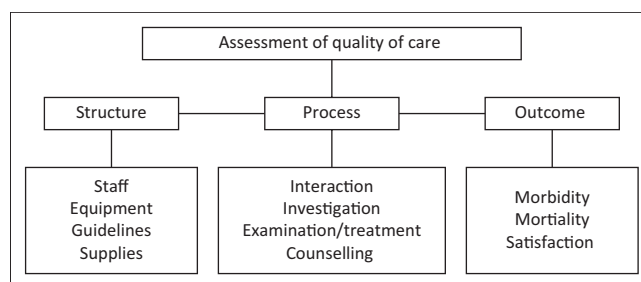 Assessment of quality of care
Structure
Process
Outcome
Staff
Equipment
Guidelines
Supplies
Interaction
Investigation
Examination/treatment
Counselling
Morbidity
Mortiality
Satisfaction